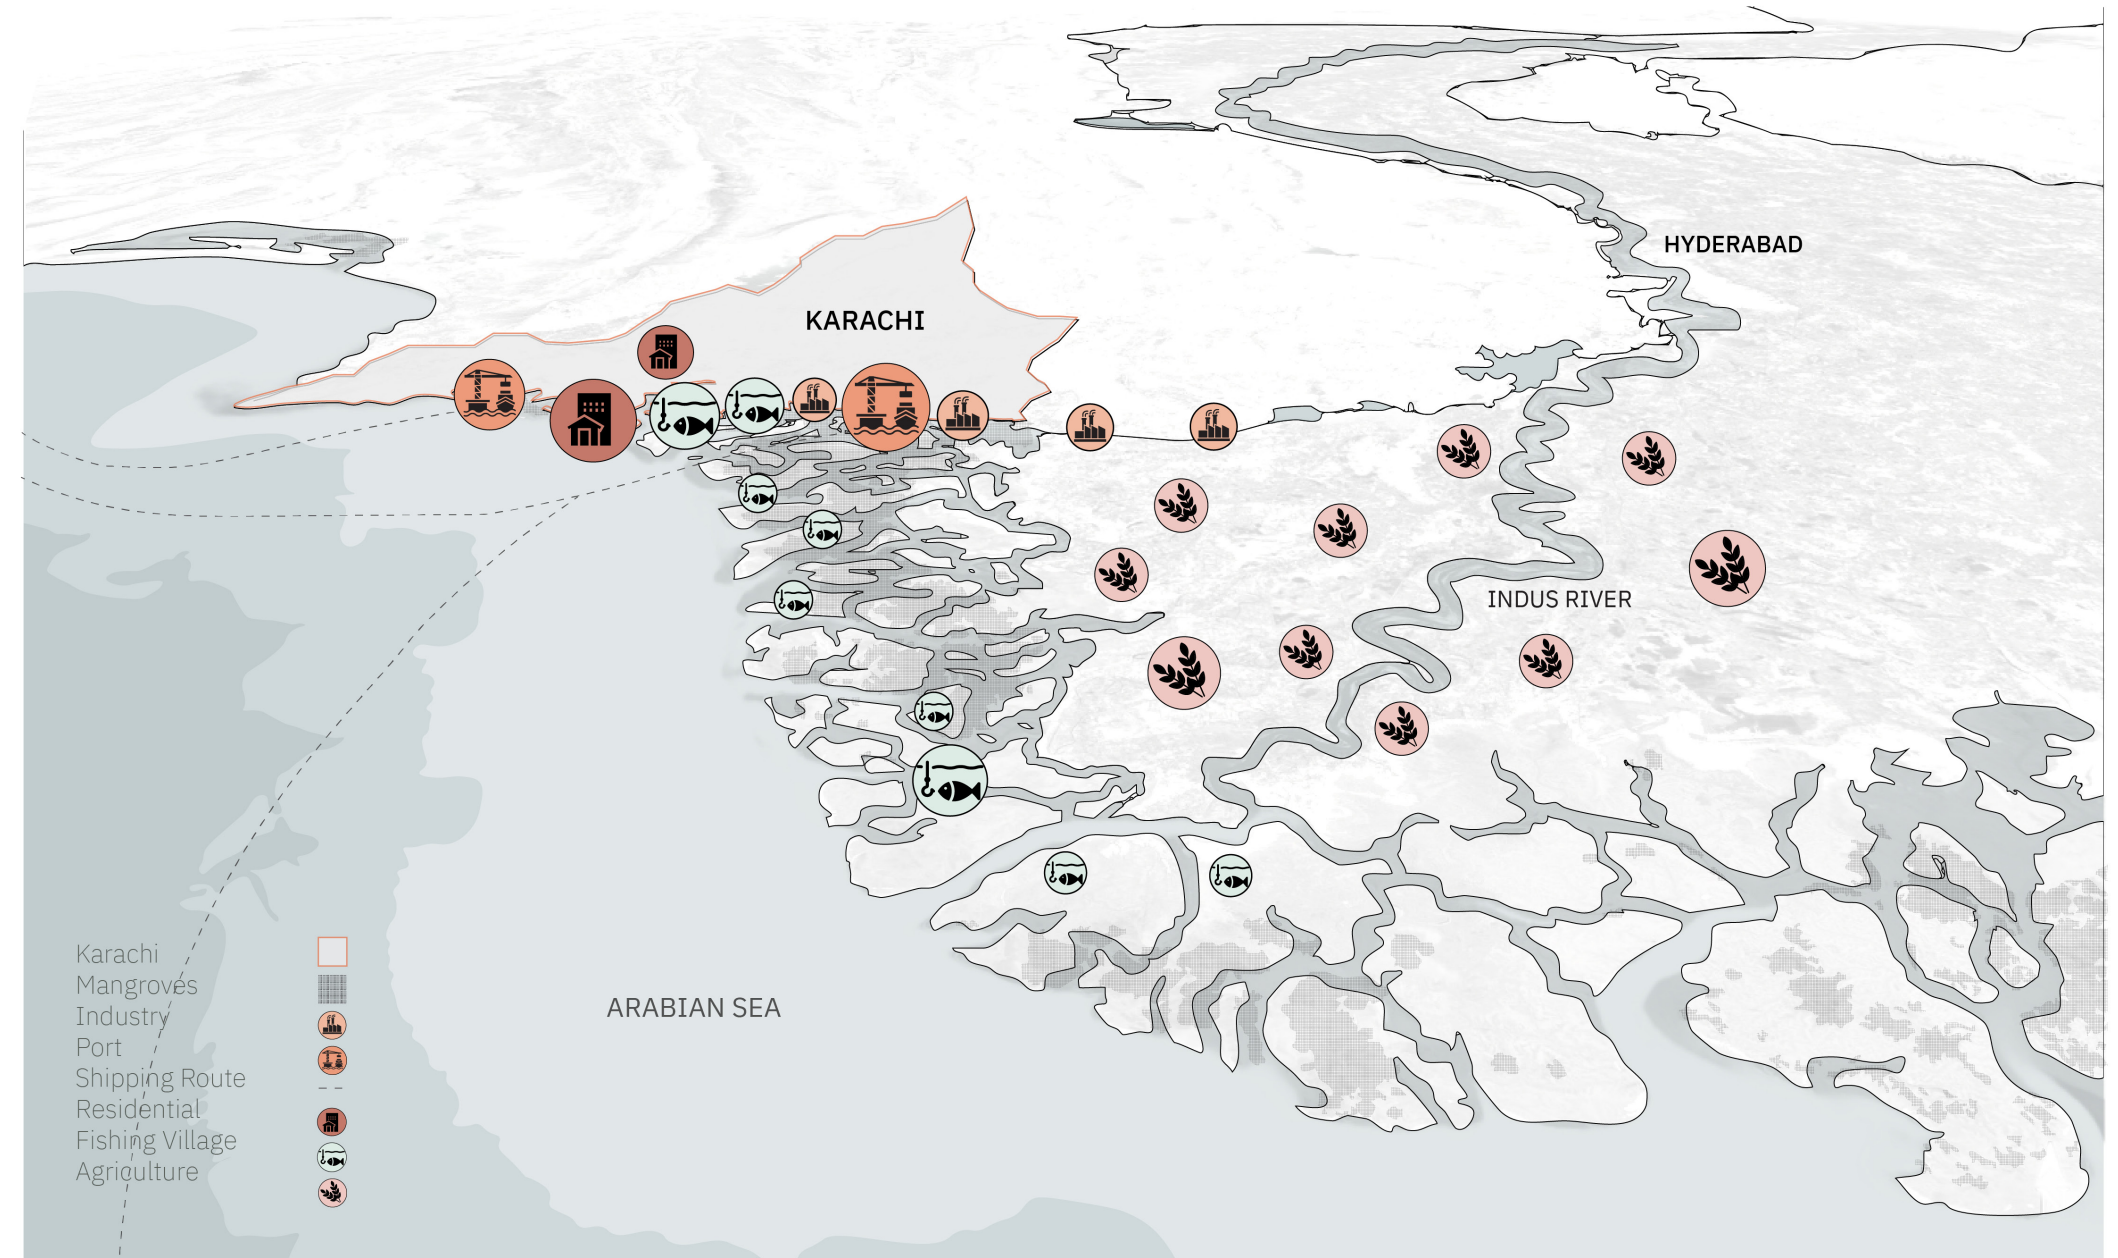 HYDERABAD
KARACHI
INDUS RIVER
ARABIAN SEA
Karachi
Mangroves
Industry
Port
Shipping Route
Residential
Fishing Village
Agriculture